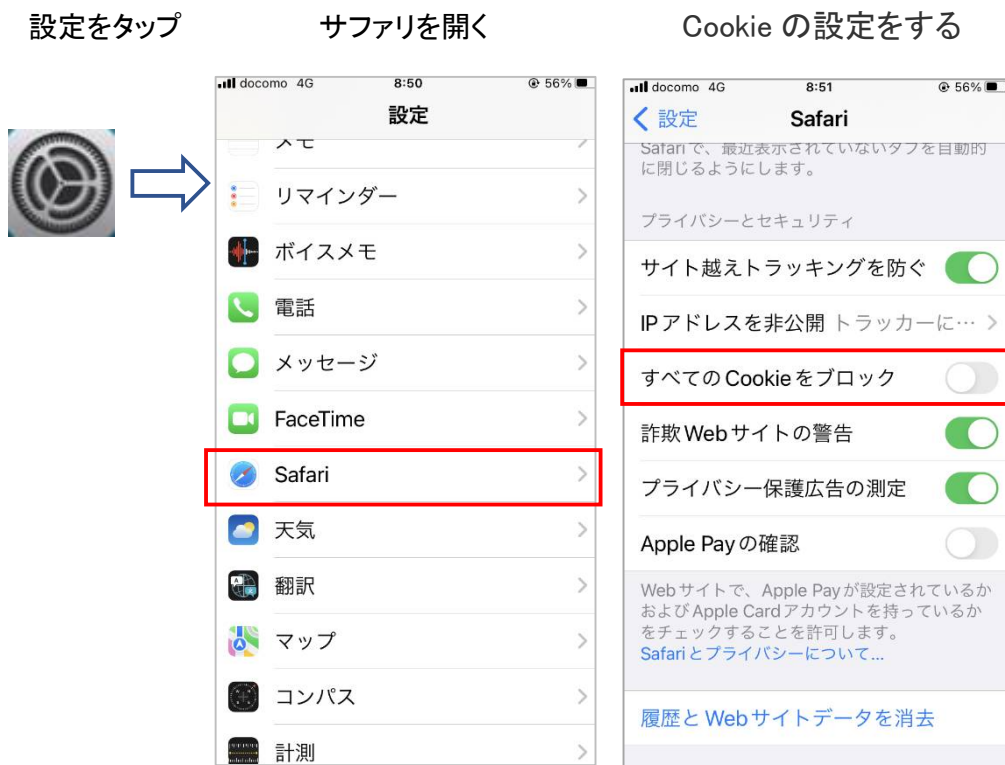 設定をタップ
サファリを開く
Cookie の設定をする
docomo 4G 8:50 56%
設定
メモ
リマインダー
ボイスメモ
電話
メッセージ
FaceTime
Safari
天気
翻訳
マップ
コンパス
計測
docomo 4G 8:51 56%
設定 Safari
Safariで、最近表示されていないタブを自動的
に閉じるようにします。
プライバシーとセキュリティ
サイト越えトラッキングを防ぐ
IPアドレスを非公開 トラッカーに…
すべてのCookieをブロック
詐欺Webサイトの警告
プライバシー保護広告の測定
Apple Payの確認
Webサイトで、Apple Payが設定されているか
およびApple Cardアカウントを持っているか
をチェックすることを許可します。
Safariとプライバシーについて...
履歴とWebサイトデータを消去